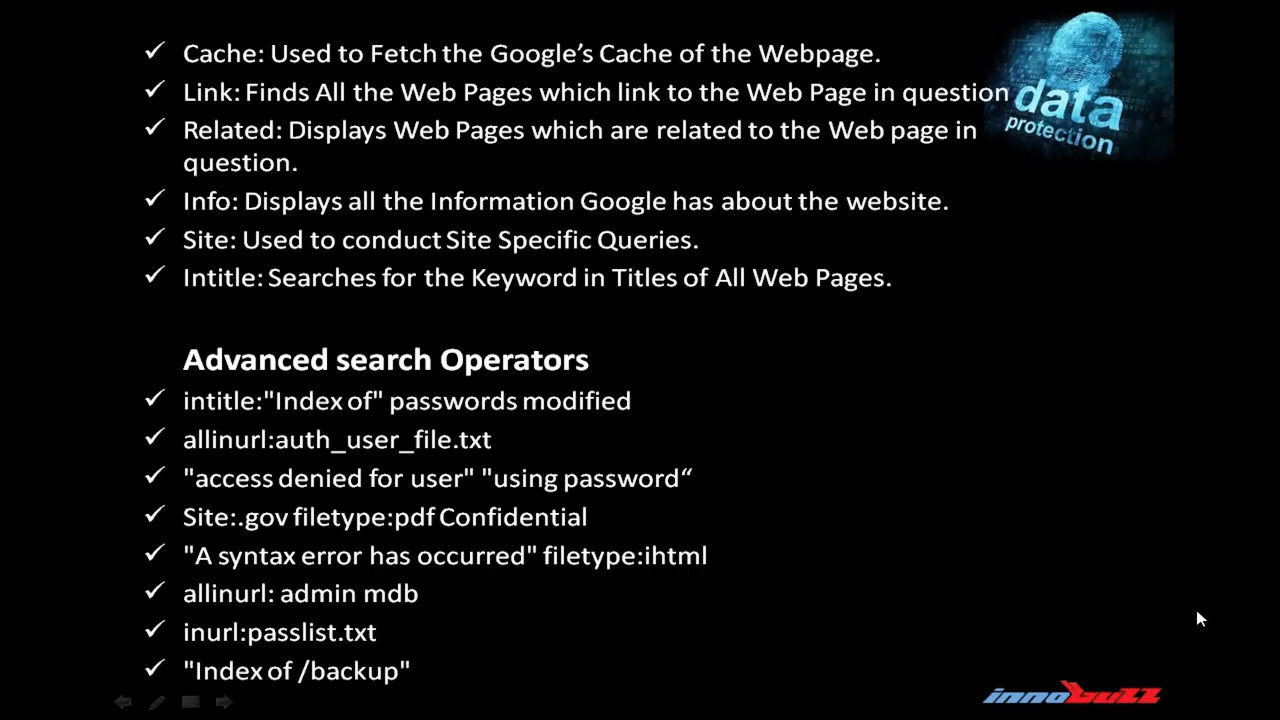 Cache: Used to Fetch the Google’s Cache of the Webpage.
Link: Finds All the Web Pages which link to the Web Page in question
Related: Displays Web Pages which are related to the Web page in
question.
Info: Displays all the Information Google has about the website.
Site: Used to conduct Site Specific Queries.
Intitle: Searches for the Keyword in Titles of All Web Pages.
data
protection
Advanced search Operators
intitle:"Index of" passwords modified
allinurl:auth_user_file.txt
"access denied for user" "using password“
Site:.gov filetype:pdf Confidential
"A syntax error has occurred" filetype:ihtml
allinurl: admin mdb
inurl:passlist.txt
"Index of /backup"
innobuzz